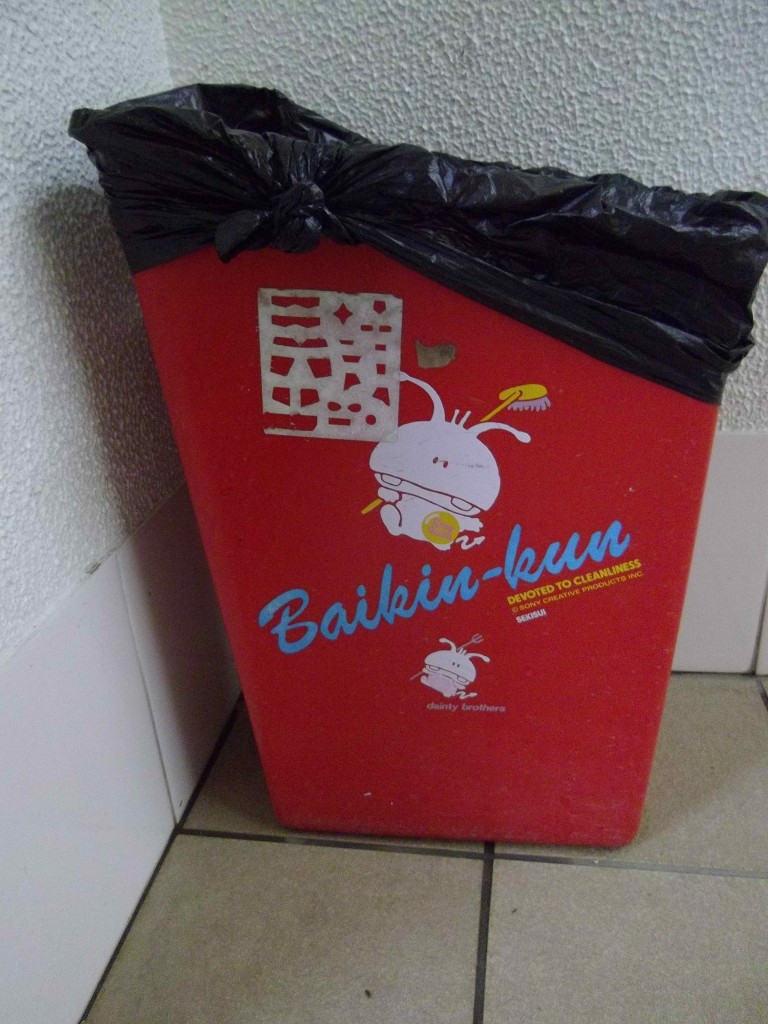 Baikin-kun
DEVOTED TO CLEANLINESS
© SONY CREATIVE PRODUCTS INC.
SEKISUI
dainty brothers